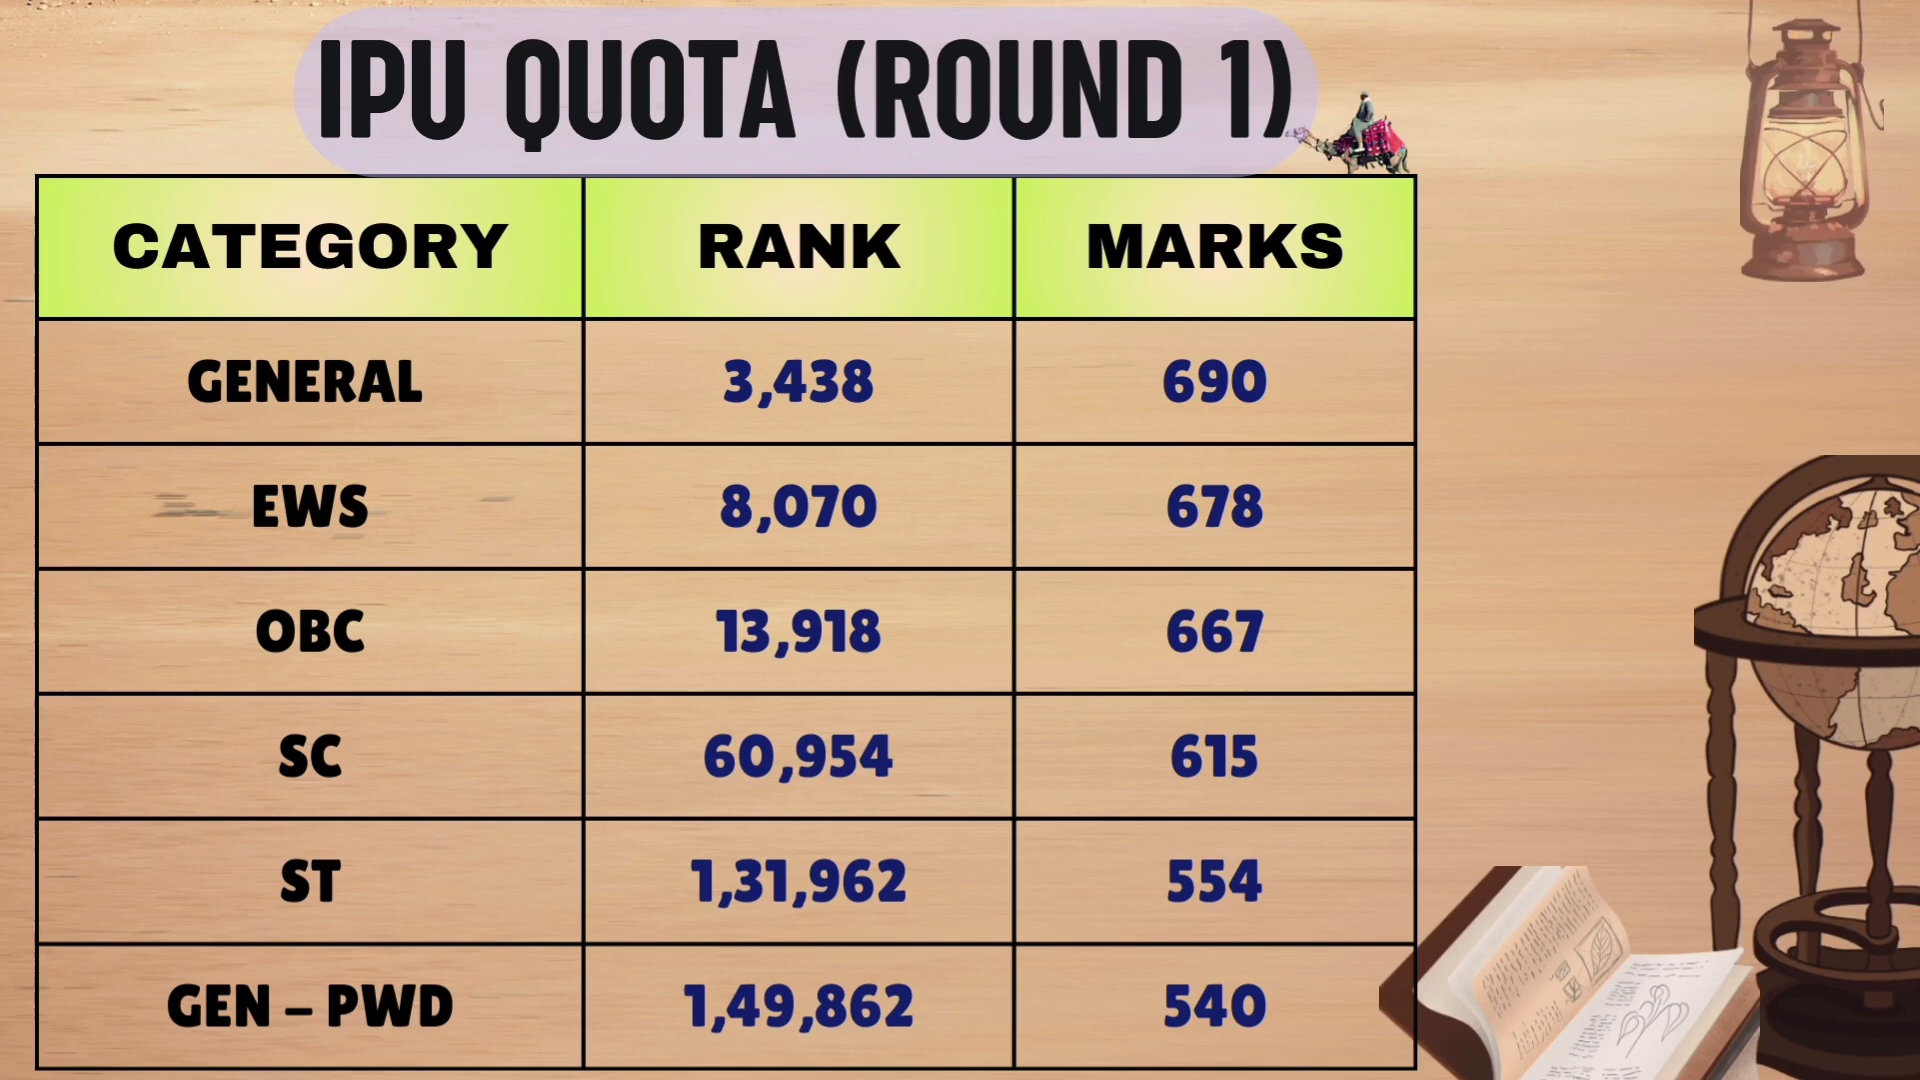 IPU QUOTA (ROUND 1)
CATEGORY RANK MARKS
GENERAL 3,438 690
EWS 8,070 678
OBC 13,918 667
SC 60,954 615
ST 1,31,962 554
GEN – PWD 1,49,862 540